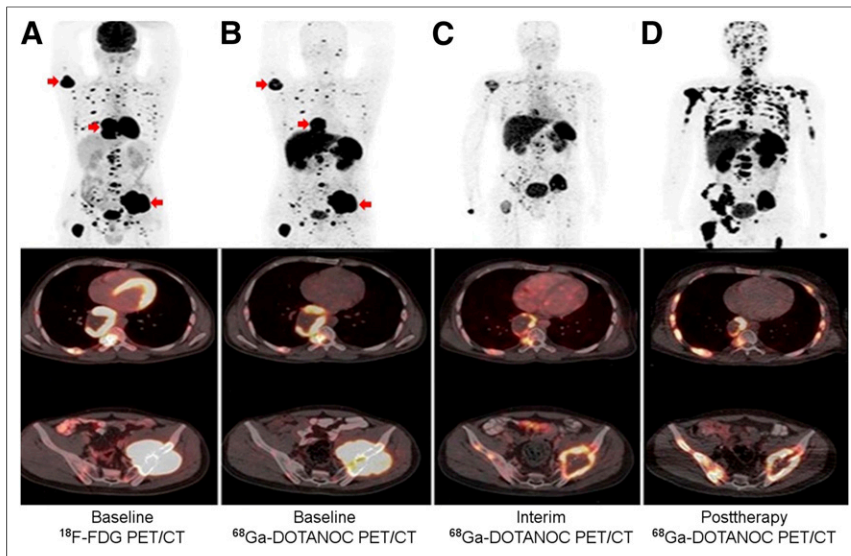 A B C D
Baseline Baseline Interim Posttherapy
¹⁸F-FDG PET/CT ⁶⁸Ga-DOTANOC PET/CT ⁶⁸Ga-DOTANOC PET/CT ⁶⁸Ga-DOTANOC PET/CT